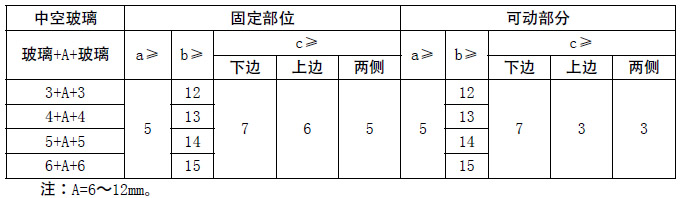 中空玻璃 固定部位 可动部分
玻璃+A+玻璃 a≥ b≥ c≥ a≥ b≥ c≥
下边 上边 两侧 下边 上边 两侧
3+A+3 5 12 7 6 5 5 12 7 3 3
4+A+4 13 13
5+A+5 14 14
6+A+6 15 15
注：A=6～12mm。